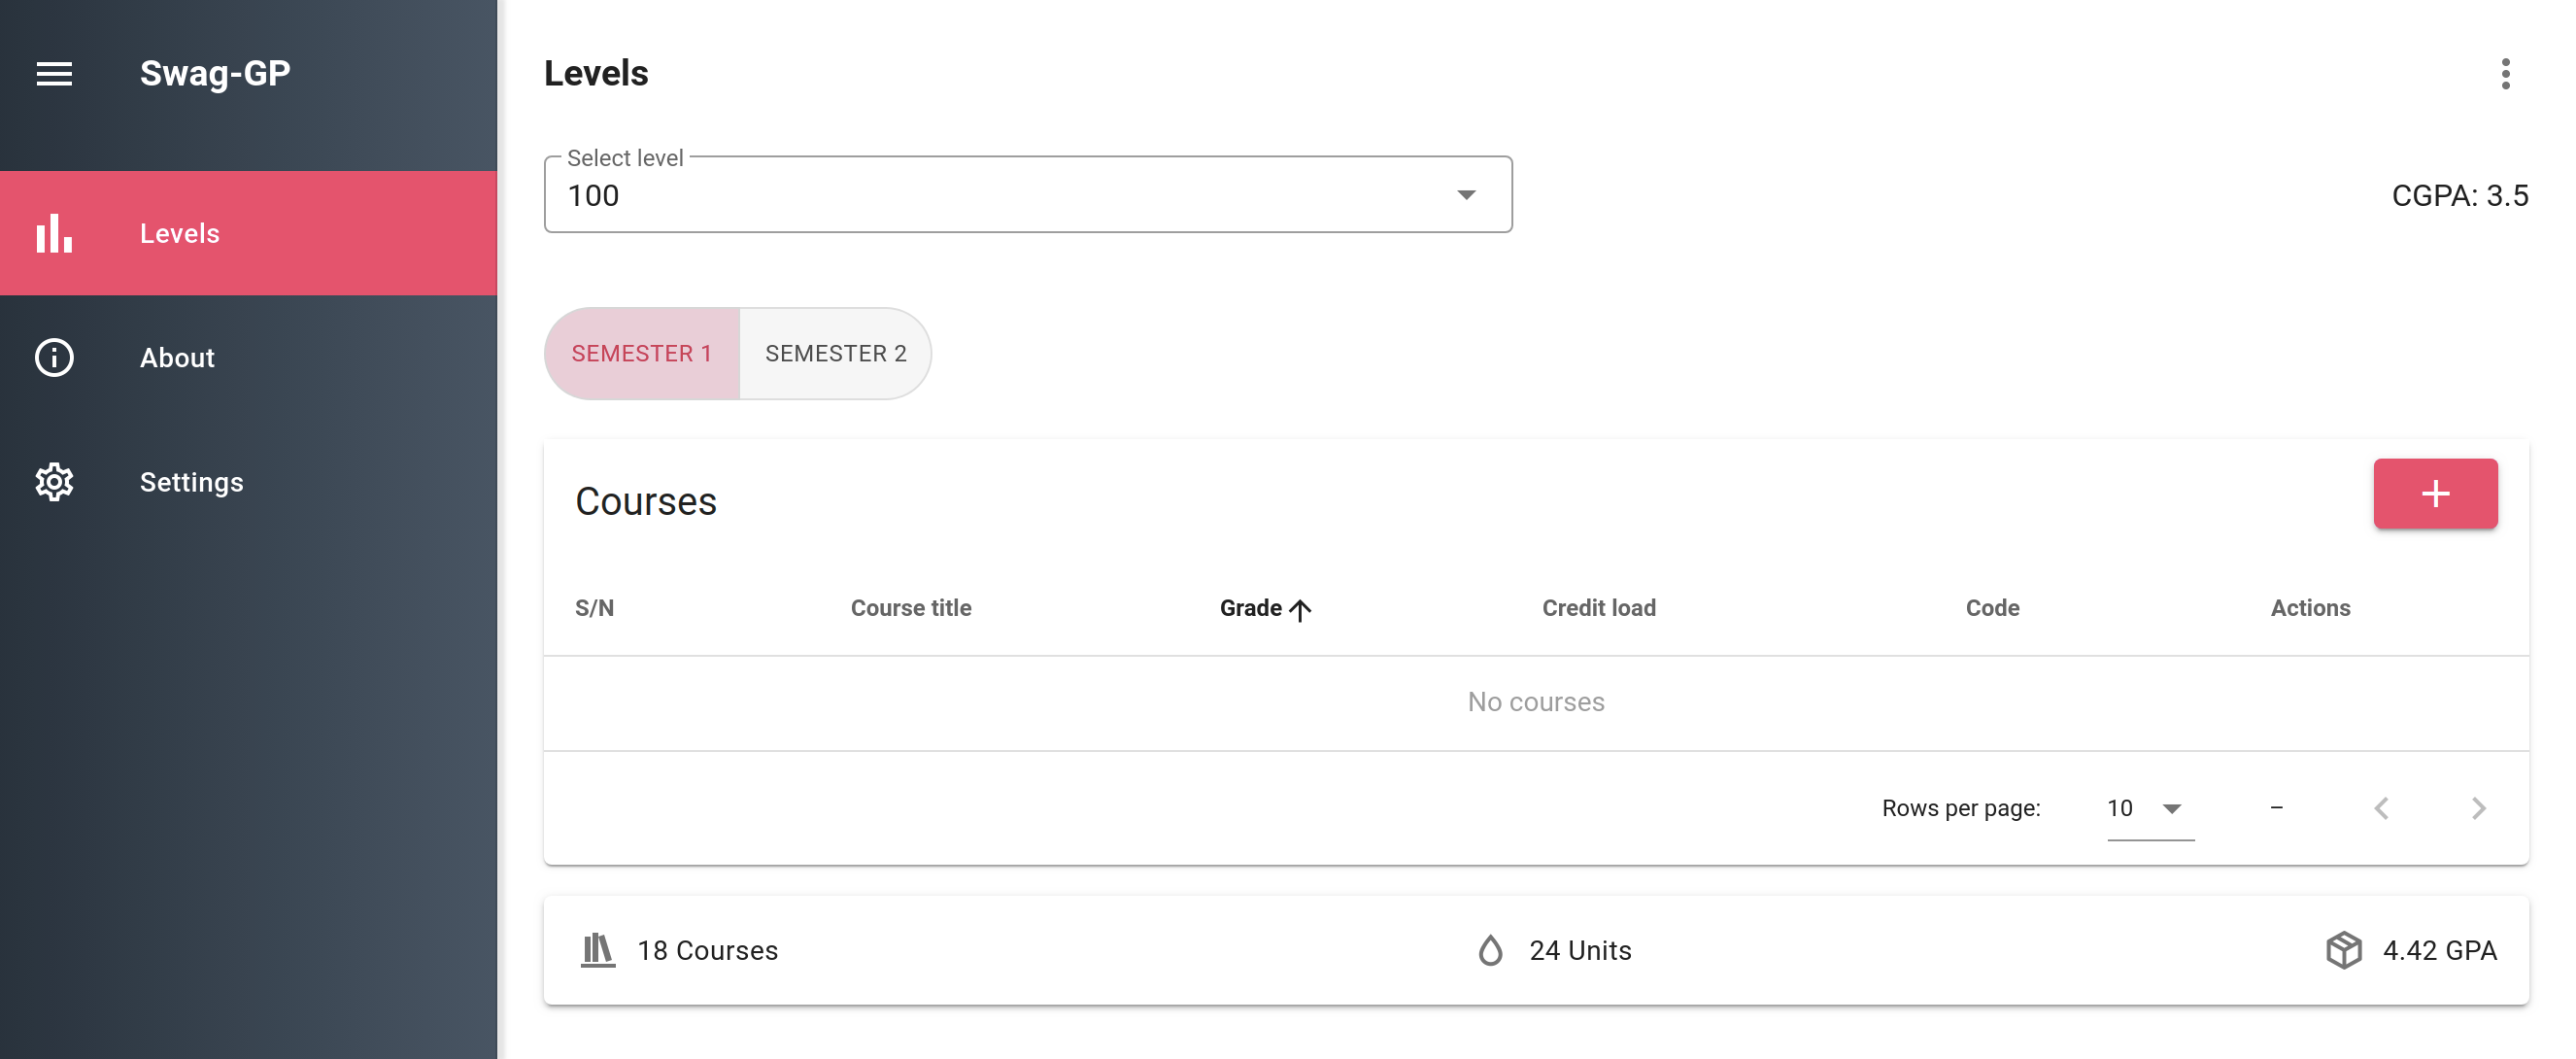 Swag-GP
Levels
About
Settings
Levels
Select level
100
CGPA: 3.5
SEMESTER 1 SEMESTER 2
Courses
+
S/N Course title Grade Credit load Code Actions
No courses
Rows per page: 10 –
18 Courses 24 Units 4.42 GPA